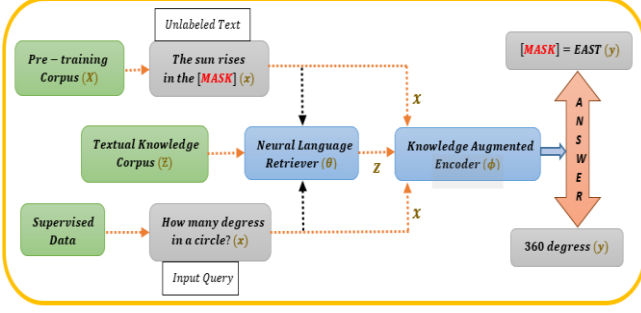 Unlabeled Text
Pre − training
Corpus (X)
The sun rises
in the [MASK] (x)
[MASK] = EAST (y)
x
Textual Knowledge
Corpus (Z)
Neural Language
Retriever (θ)
z
Knowledge Augmented
Encoder (ϕ)
ANSWER
x
Supervised
Data
How many degress
in a circle? (x)
360 degress (y)
Input Query